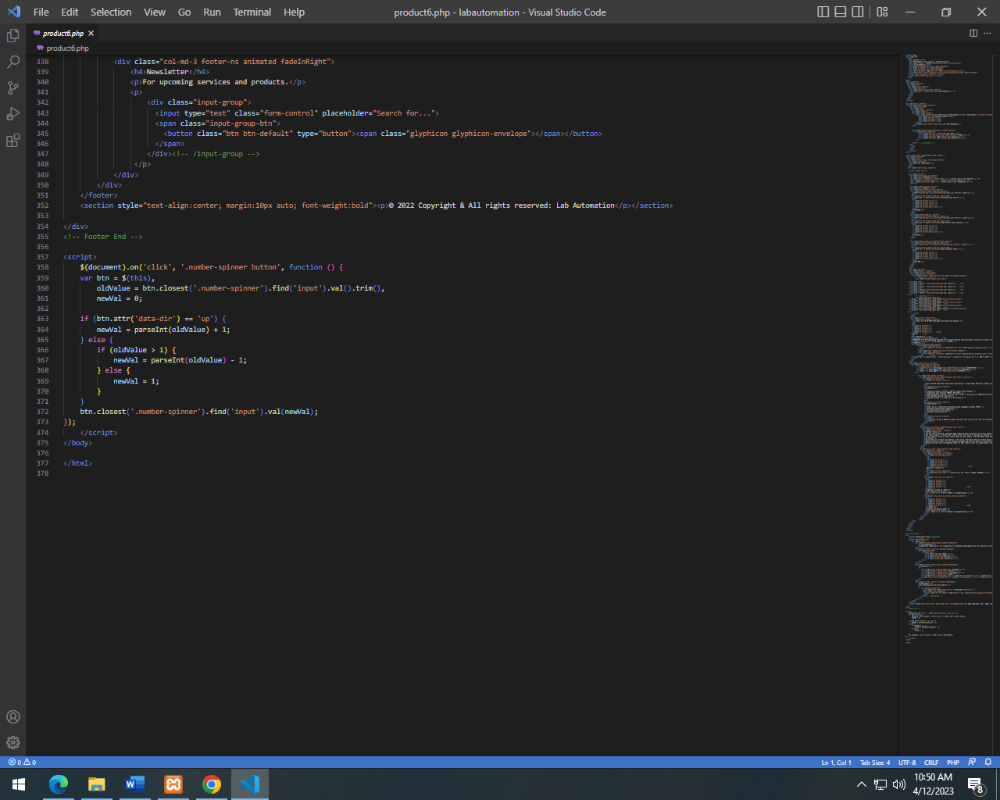 File Edit Selection View Go Run Terminal Help
product6.php - labautomation - Visual Studio Code
product6.php
product6.php
338 <div class="col-md-3 footer-ns animated fadeInRight">
339 <h4>Newsletter</h4>
340 <p>For upcoming services and products.</p>
341 <p>
342 <div class="input-group">
343 <input type="text" class="form-control" placeholder="Search for...">
344 <span class="input-group-btn">
345 <button class="btn btn-default" type="button"><span class="glyphicon glyphicon-envelope"></span></button>
346 </span>
347 </div><!-- /input-group -->
348 </p>
349 </div>
350 </div>
351 </footer>
352 <section style="text-align:center; margin:10px auto; font-weight:bold"><p>© 2022 Copyright & All rights reserved: Lab Automation</p></section>
353
354 </div>
355 <!-- Footer End -->
356
357 <script>
358 $(document).on('click', '.number-spinner button', function () {
359 var btn = $(this),
360 oldValue = btn.closest('.number-spinner').find('input').val().trim(),
361 newVal = 0;
362
363 if (btn.attr('data-dir') == 'up') {
364 newVal = parseInt(oldValue) + 1;
365 } else {
366 if (oldValue > 1) {
367 newVal = parseInt(oldValue) - 1;
368 } else {
369 newVal = 1;
370 }
371 }
372 btn.closest('.number-spinner').find('input').val(newVal);
373 });
374 </script>
375 </body>
376
377 </html>
378
0 0
Ln 1, Col 1 Tab Size: 4 UTF-8 CRLF PHP
10:50 AM
4/12/2023
8